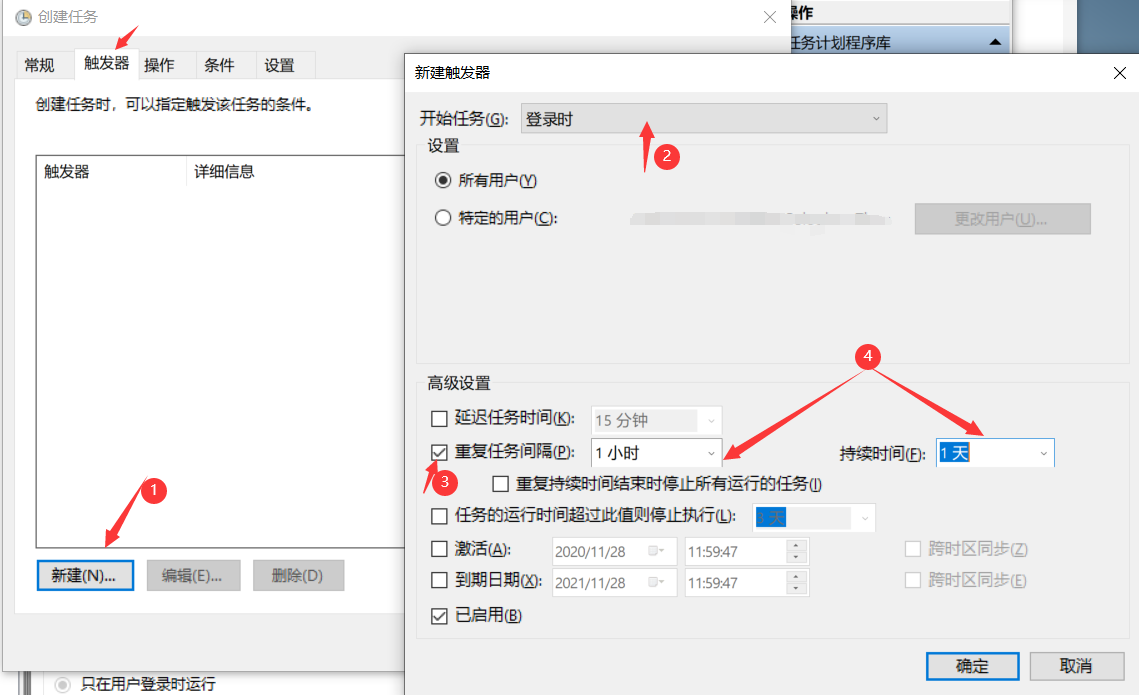 创建任务
操作
任务计划程序库
常规 触发器 操作 条件 设置
创建任务时，可以指定触发该任务的条件。
触发器 详细信息
1
新建(N)... 编辑(E)... 删除(D)
只在用户登录时运行
新建触发器
开始任务(G): 登录时
2
设置
所有用户(Y)
特定的用户(C):
更改用户(U)...
4
高级设置
延迟任务时间(K): 15 分钟
重复任务间隔(P): 1 小时 持续时间(F): 1 天
3
重复持续时间结束时停止所有运行的任务(I)
任务的运行时间超过此值则停止执行(L): 3 天
激活(A): 2020/11/28 11:59:47 跨时区同步(Z)
到期日期(X): 2021/11/28 11:59:47 跨时区同步(E)
已启用(B)
确定 取消